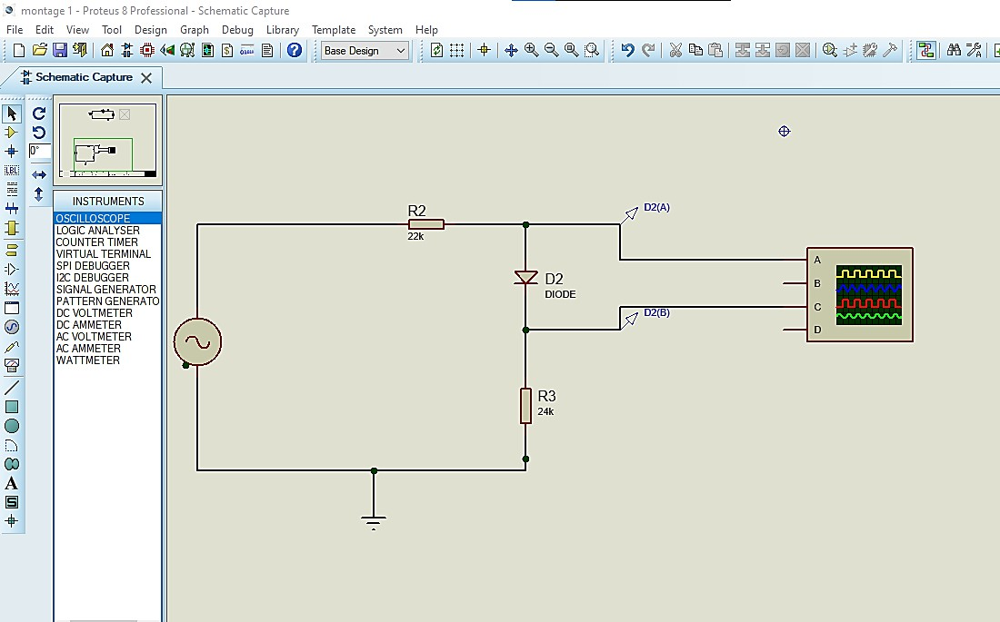 montage 1 - Proteus 8 Professional - Schematic Capture
File Edit View Tool Design Graph Debug Library Template System Help
Base Design
Schematic Capture
0°
LBL
INSTRUMENTS
OSCILLOSCOPE
LOGIC ANALYSER
COUNTER TIMER
VIRTUAL TERMINAL
SPI DEBUGGER
I2C DEBUGGER
SIGNAL GENERATOR
PATTERN GENERATO
DC VOLTMETER
DC AMMETER
AC VOLTMETER
AC AMMETER
WATTMETER
A
S
R2
22k
D2(A)
D2
DIODE
D2(B)
R3
24k
A
B
C
D